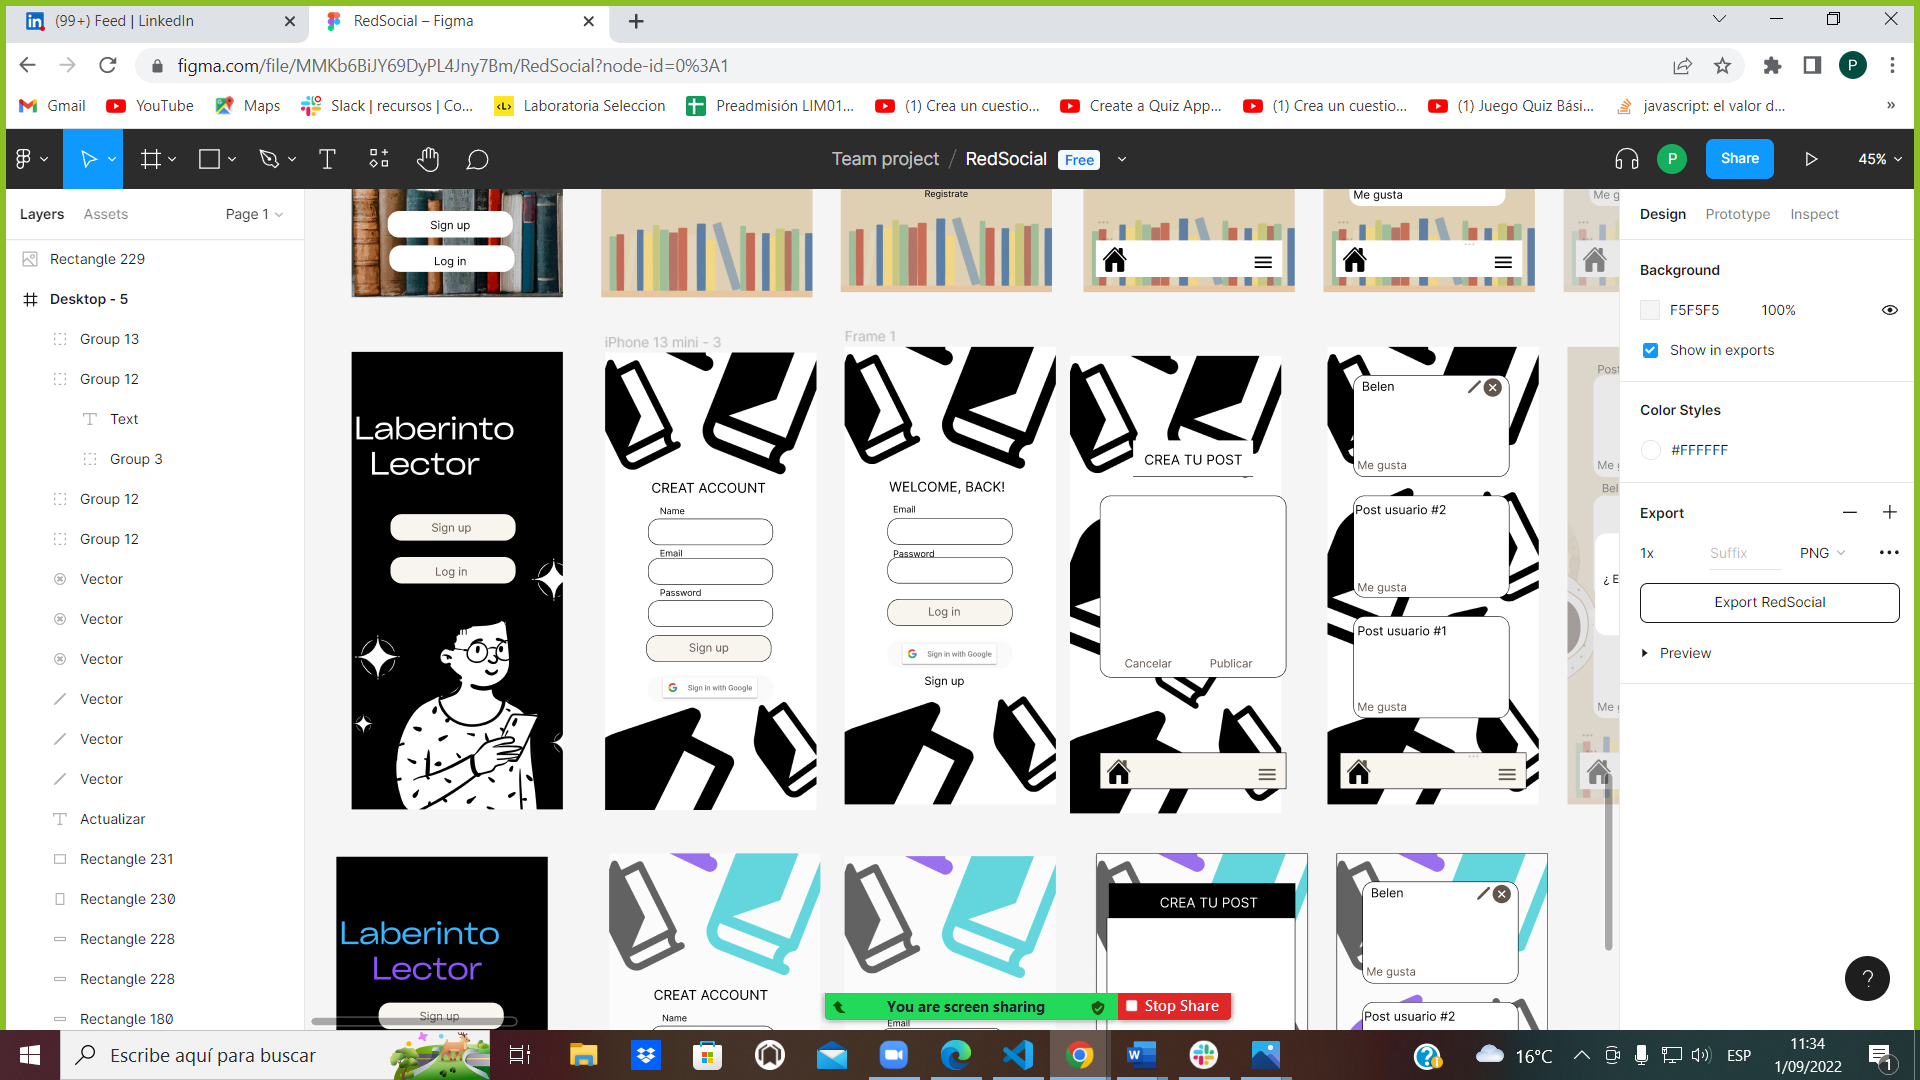 (99+) Feed | LinkedIn
RedSocial – Figma
figma.com/file/MMKb6BiJY69DyPL4Jny7Bm/RedSocial?node-id=0%3A1
P
Gmail
YouTube
Maps
Slack | recursos | Co...
Laboratoria Seleccion
Preadmisión LIM01...
(1) Crea un cuestio...
Create a Quiz App...
(1) Crea un cuestio...
(1) Juego Quiz Bási...
javascript: el valor d...
»
Team project / RedSocial Free
P
Share
45%
Layers
Assets
Page 1
Rectangle 229
Desktop - 5
Group 13
Group 12
Text
Group 3
Group 12
Group 12
Vector
Vector
Vector
Vector
Vector
Vector
Actualizar
Rectangle 231
Rectangle 230
Rectangle 228
Rectangle 228
Rectangle 180
Sign up
Log in
Registrate
Me gusta
Me g
Laberinto
Lector
Sign up
Log in
iPhone 13 mini - 3
CREAT ACCOUNT
Name
Email
Password
Sign up
Sign in with Google
Frame 1
WELCOME, BACK!
Email
Password
Log in
Sign in with Google
Sign up
CREA TU POST
Cancelar
Publicar
Belen
Me gusta
Post usuario #2
Me gusta
Post usuario #1
Me gusta
Post
Me g
Bel
¿ E
Me g
Laberinto
Lector
Sign up
CREAT ACCOUNT
Name
Email
CREA TU POST
Belen
Me gusta
Post usuario #2
You are screen sharing
Stop Share
Design
Prototype
Inspect
Background
F5F5F5
100%
Show in exports
Color Styles
#FFFFFF
Export
1x
Suffix
PNG
Export RedSocial
Preview
?
Escribe aquí para buscar
16°C
ESP
11:34
1/09/2022
1